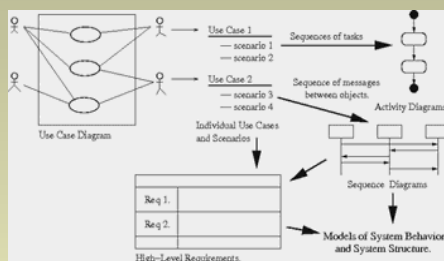 Use Case 1
— scenario 1
— scenario 2
Sequences of tasks
Use Case 2
— scenario 3
— scenario 4
Sequence of messages
between objects.
Activity Diagrams
Use Case Diagram
Individual Use Cases
and Scenarios
Sequence Diagrams
Req 1.
Req 2.
High-Level Requirements.
Models of System Behavior
and System Structure.